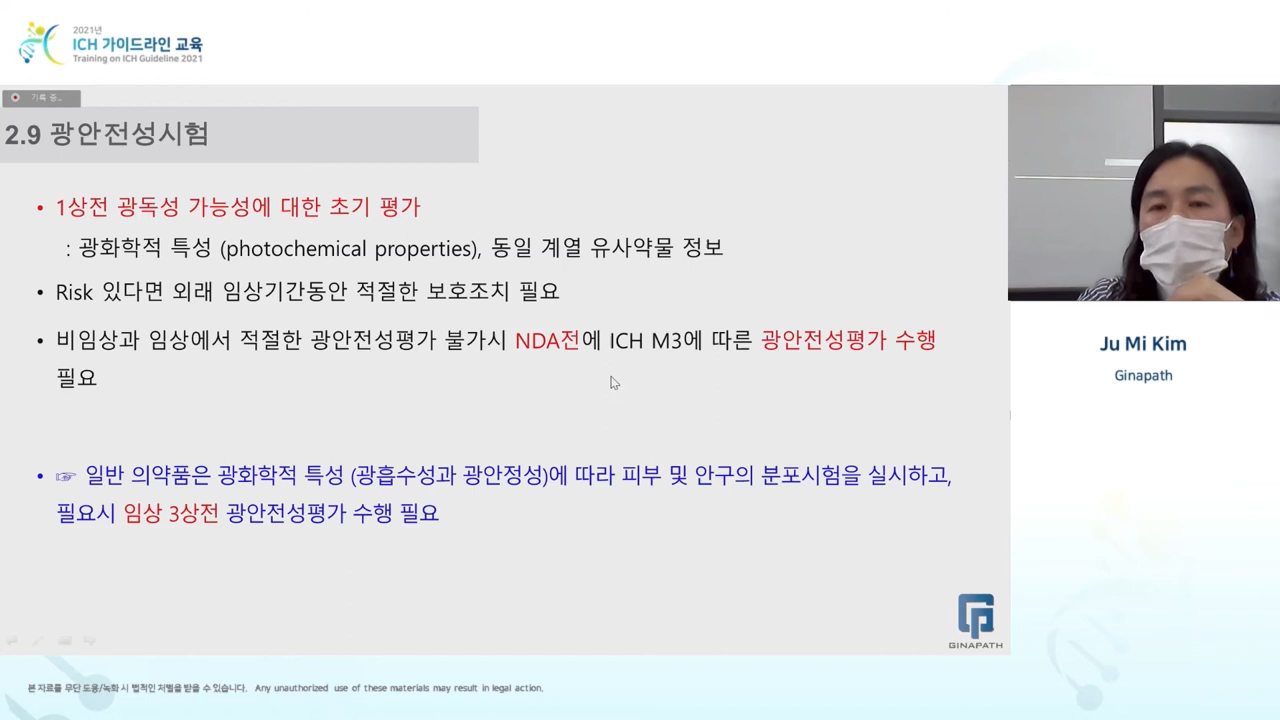 2021년
ICH 가이드라인 교육
Training on ICH Guideline 2021
기록 중...
2.9 광안전성시험
• 1상전 광독성 가능성에 대한 초기 평가
: 광화학적 특성 (photochemical properties), 동일 계열 유사약물 정보
• Risk 있다면 외래 임상기간동안 적절한 보호조치 필요
• 비임상과 임상에서 적절한 광안전성평가 불가시 NDA전에 ICH M3에 따른 광안전성평가 수행
필요
• ☞ 일반 의약품은 광화학적 특성 (광흡수성과 광안정성)에 따라 피부 및 안구의 분포시험을 실시하고,
필요시 임상 3상전 광안전성평가 수행 필요
GINAPATH
Ju Mi Kim
Ginapath
본 자료를 무단 도용/녹화 시 법적인 처벌을 받을 수 있습니다. Any unauthorized use of these materials may result in legal action.